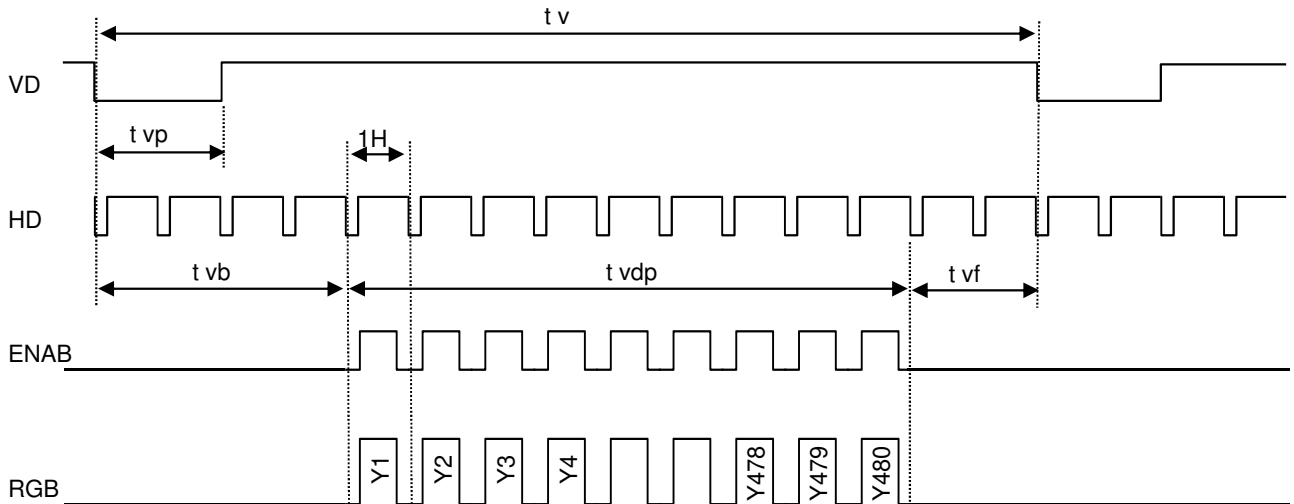 t v
VD
t vp
1H
HD
t vb
t vdp
t vf
ENAB
RGB
Y1
Y2
Y3
Y4
Y478
Y479
Y480